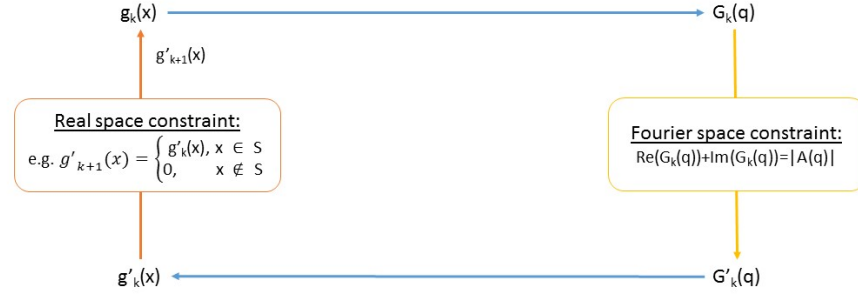 gₖ(x) Gₖ(q)
g'ₖ₊₁(x)
Real space constraint:
e.g. g'ₖ₊₁(x) = { g'ₖ(x), x ∈ S
0, x ∉ S
Fourier space constraint:
Re(Gₖ(q))+Im(Gₖ(q))=|A(q)|
g'ₖ(x) G'ₖ(q)